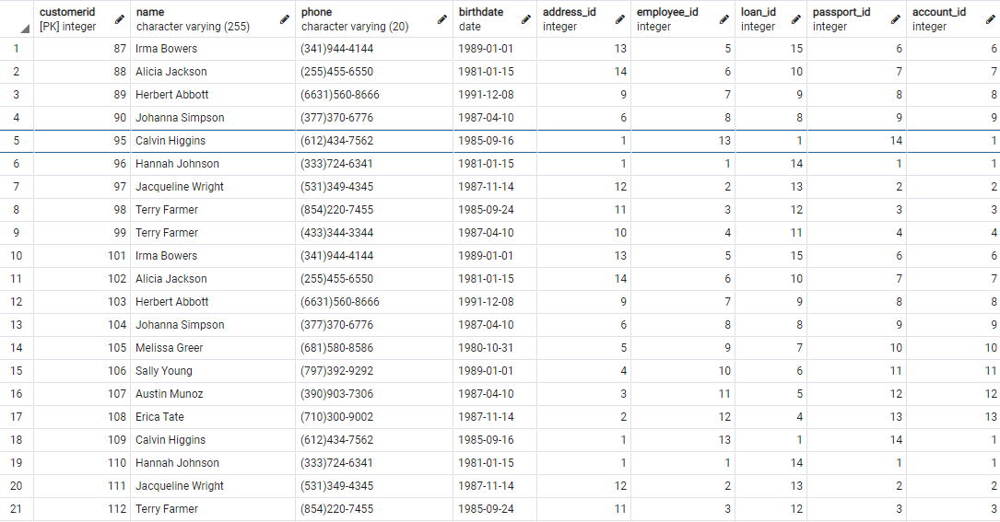 customerid name phone birthdate address_id employee_id loan_id passport_id account_id
[PK] integer character varying (255) character varying (20) date integer integer integer integer integer
1 87 Irma Bowers (341)944-4144 1989-01-01 13 5 15 6 6
2 88 Alicia Jackson (255)455-6550 1981-01-15 14 6 10 7 7
3 89 Herbert Abbott (6631)560-8666 1991-12-08 9 7 9 8 8
4 90 Johanna Simpson (377)370-6776 1987-04-10 6 8 8 9 9
5 95 Calvin Higgins (612)434-7562 1985-09-16 1 13 1 14 1
6 96 Hannah Johnson (333)724-6341 1981-01-15 1 1 14 1 1
7 97 Jacqueline Wright (531)349-4345 1987-11-14 12 2 13 2 2
8 98 Terry Farmer (854)220-7455 1985-09-24 11 3 12 3 3
9 99 Terry Farmer (433)344-3344 1987-04-10 10 4 11 4 4
10 101 Irma Bowers (341)944-4144 1989-01-01 13 5 15 6 6
11 102 Alicia Jackson (255)455-6550 1981-01-15 14 6 10 7 7
12 103 Herbert Abbott (6631)560-8666 1991-12-08 9 7 9 8 8
13 104 Johanna Simpson (377)370-6776 1987-04-10 6 8 8 9 9
14 105 Melissa Greer (681)580-8586 1980-10-31 5 9 7 10 10
15 106 Sally Young (797)392-9292 1989-01-01 4 10 6 11 11
16 107 Austin Munoz (390)903-7306 1987-04-10 3 11 5 12 12
17 108 Erica Tate (710)300-9002 1987-11-14 2 12 4 13 13
18 109 Calvin Higgins (612)434-7562 1985-09-16 1 13 1 14 1
19 110 Hannah Johnson (333)724-6341 1981-01-15 1 1 14 1 1
20 111 Jacqueline Wright (531)349-4345 1987-11-14 12 2 13 2 2
21 112 Terry Farmer (854)220-7455 1985-09-24 11 3 12 3 3